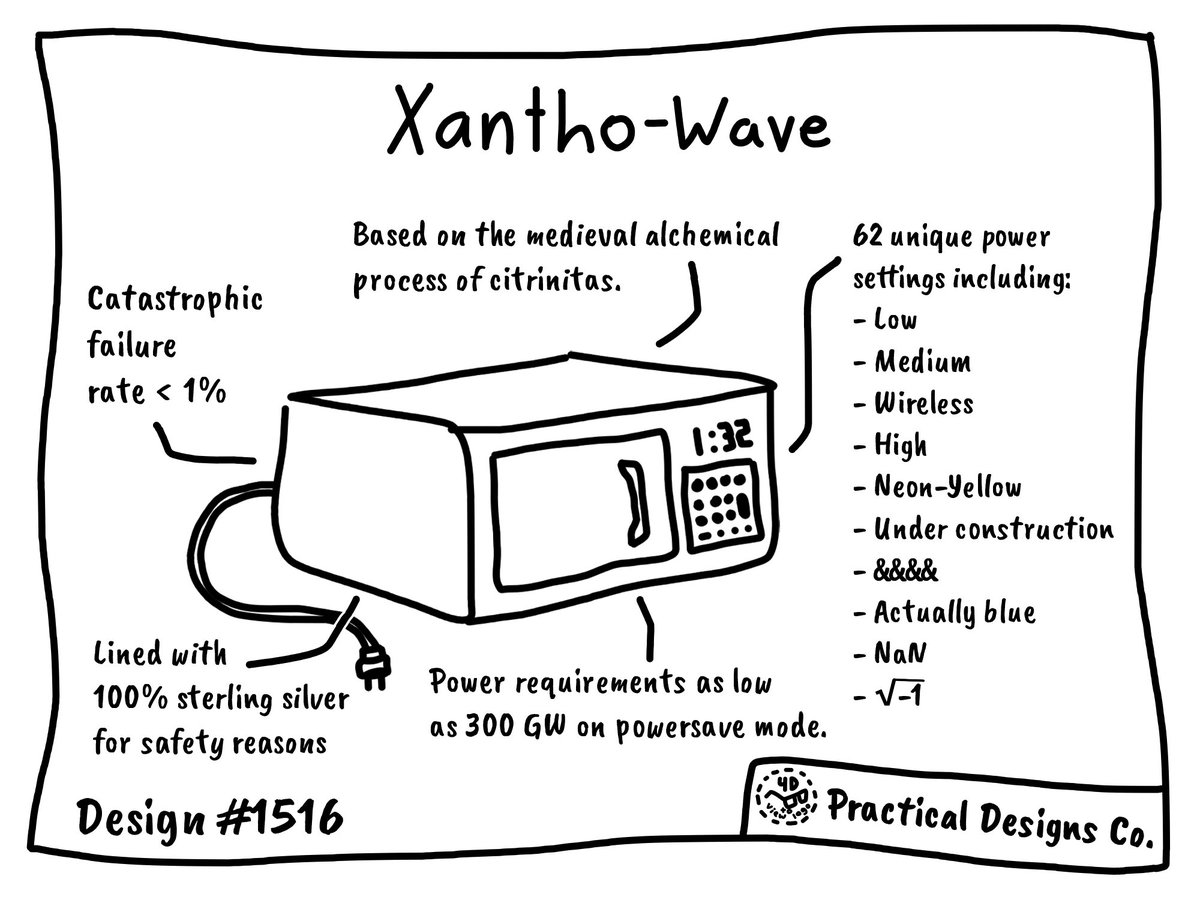 Xantho-Wave
Based on the medieval alchemical
process of citrinitas.
62 unique power
settings including:
- Low
- Medium
- Wireless
- High
- Neon-Yellow
- Under construction
- &&&&
- Actually blue
- NaN
- √-1
Catastrophic
failure
rate < 1%
1:32
Lined with
100% sterling silver
for safety reasons
Power requirements as low
as 300 GW on powersave mode.
Design #1516
4D
Practical Designs Co.